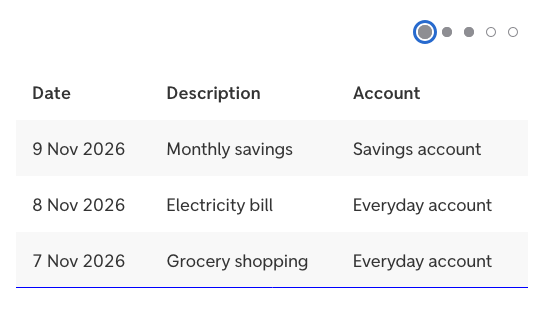 Date Description Account
9 Nov 2026 Monthly savings Savings account
8 Nov 2026 Electricity bill Everyday account
7 Nov 2026 Grocery shopping Everyday account